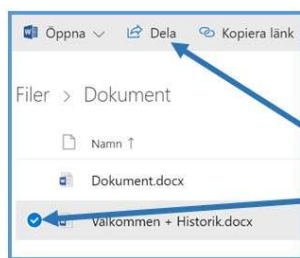 Öppna Dela Kopiera länk
Filer > Dokument
Namn ↑
Dokument.docx
Välkommen + Historik.docx